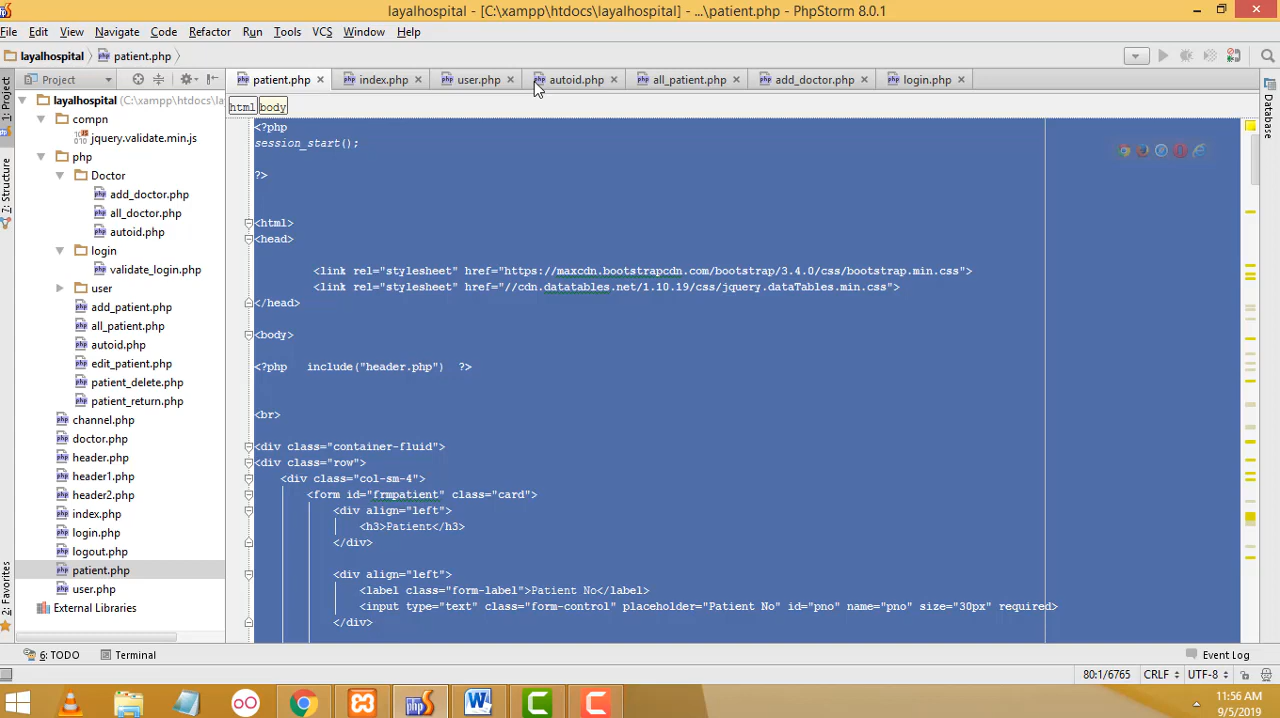 layalhospital - [C:\xampp\htdocs\layalhospital] - ...\patient.php - PhpStorm 8.0.1
File Edit View Navigate Code Refactor Run Tools VCS Window Help
layalhospital patient.php
1: Project
Project
patient.php index.php user.php autoid.php all_patient.php add_doctor.php login.php
html body
layalhospital (C:\xampp\htdocs\la
compn
jquery.validate.min.js
php
Doctor
add_doctor.php
all_doctor.php
autoid.php
login
validate_login.php
user
add_patient.php
all_patient.php
autoid.php
edit_patient.php
patient_delete.php
patient_return.php
channel.php
doctor.php
header.php
header1.php
header2.php
index.php
login.php
logout.php
patient.php
user.php
External Libraries
7: Structure
2: Favorites
<?php
session_start();
?>
<html>
<head>
<link rel="stylesheet" href="https://maxcdn.bootstrapcdn.com/bootstrap/3.4.0/css/bootstrap.min.css">
<link rel="stylesheet" href="//cdn.datatables.net/1.10.19/css/jquery.dataTables.min.css">
</head>
<body>
<?php include("header.php") ?>
<br>
<div class="container-fluid">
<div class="row">
<div class="col-sm-4">
<form id="frmpatient" class="card">
<div align="left">
<h3>Patient</h3>
</div>
<div align="left">
<label class="form-label">Patient No</label>
<input type="text" class="form-control" placeholder="Patient No" id="pno" name="pno" size="30px" required>
</div>
Database
6: TODO Terminal Event Log
80:1/6765 CRLF UTF-8
11:56 AM
9/5/2019